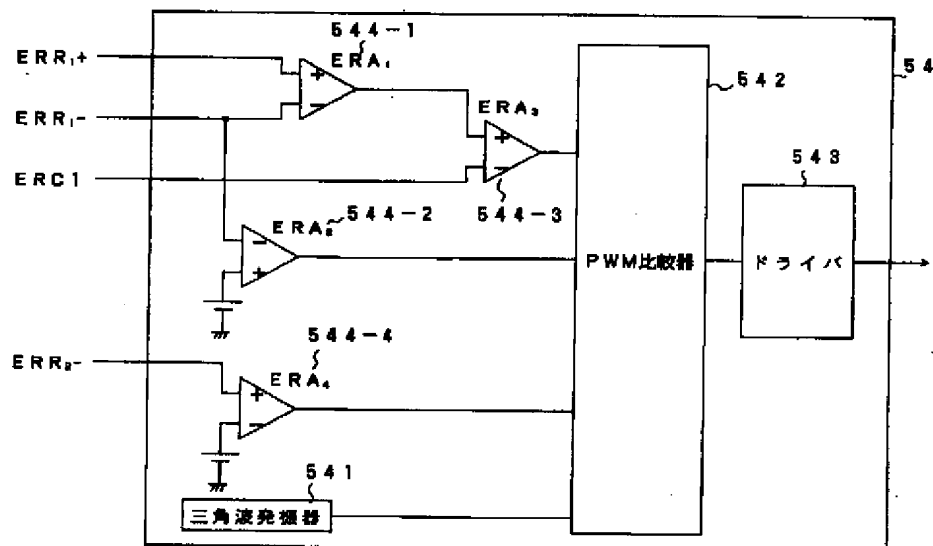 544-1
ERR₁+
ERA₁
542
54
ERR₁-
ERA₃
543
ERC1
544-3
ERA₂
544-2
PWM比較器
ドライバ
544-4
ERR₂-
ERA₄
541
三角波発振器